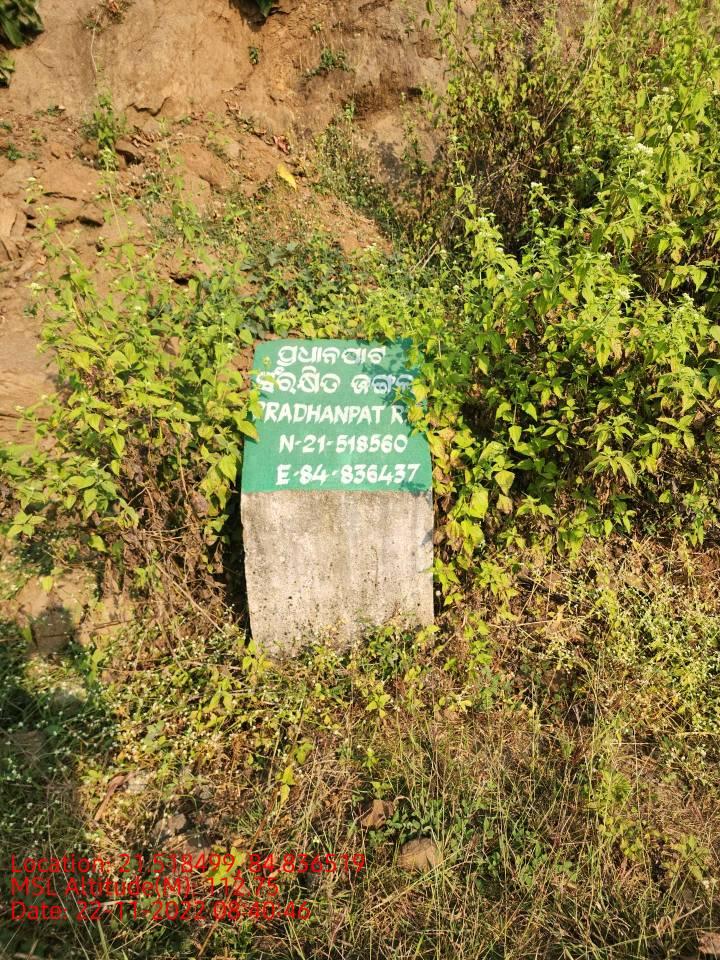 ପ୍ରଧାନପାଟ
ସଂରକ୍ଷିତ ଜଙ୍ଗଲ
PRADHANPAT R
N-21-518560
E-84-836437
Location: 21.518499, 84.836519
MSL Altitude(M): 112.75
Date: 22-11-2022 08:40:46